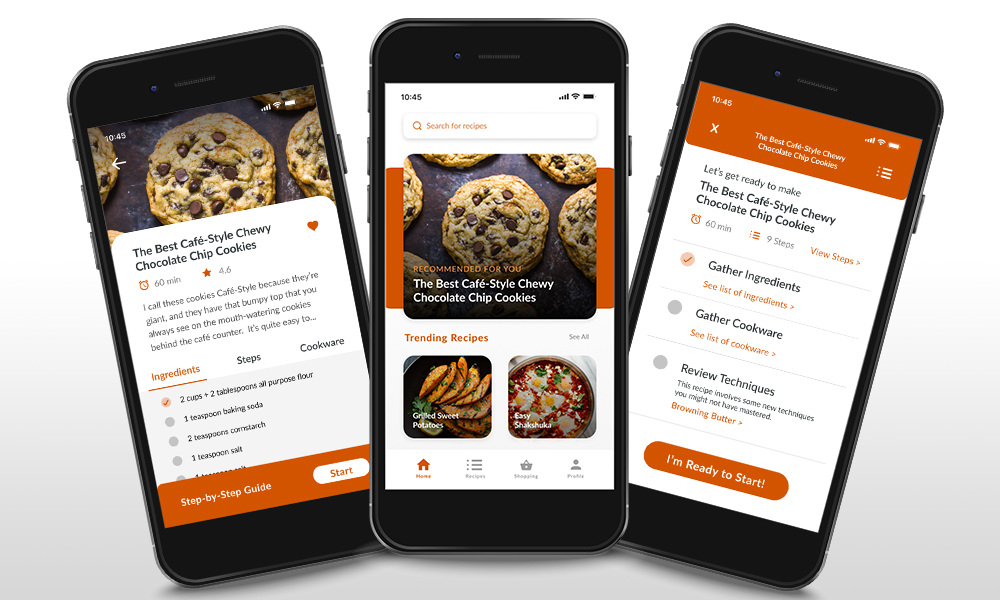 10:45
The Best Café-Style Chewy
Chocolate Chip Cookies
60 min
4.6
I call these cookies Café-Style because they're
giant, and they have that bumpy top that you
always see on the mouth-watering cookies
behind the café counter. It's quite easy to...
Ingredients
Steps
Cookware
2 cups + 2 tablespoons all purpose flour
1 teaspoon baking soda
2 teaspoons cornstarch
1 teaspoon salt
Step-by-Step Guide
Start
10:45
Search for recipes
RECOMMENDED FOR YOU
The Best Café-Style Chewy
Chocolate Chip Cookies
Trending Recipes
See All
Grilled Sweet
Potatoes
Easy
Shakshuka
Home
Recipes
Shopping
Profile
10:45
X
The Best Café-Style Chewy
Chocolate Chip Cookies
Let's get ready to make
The Best Café-Style Chewy
Chocolate Chip Cookies
60 min
9 Steps
View Steps >
Gather Ingredients
See list of ingredients >
Gather Cookware
See list of cookware >
Review Techniques
This recipe involves some new techniques
you might not have mastered.
Browning Butter >
I'm Ready to Start!